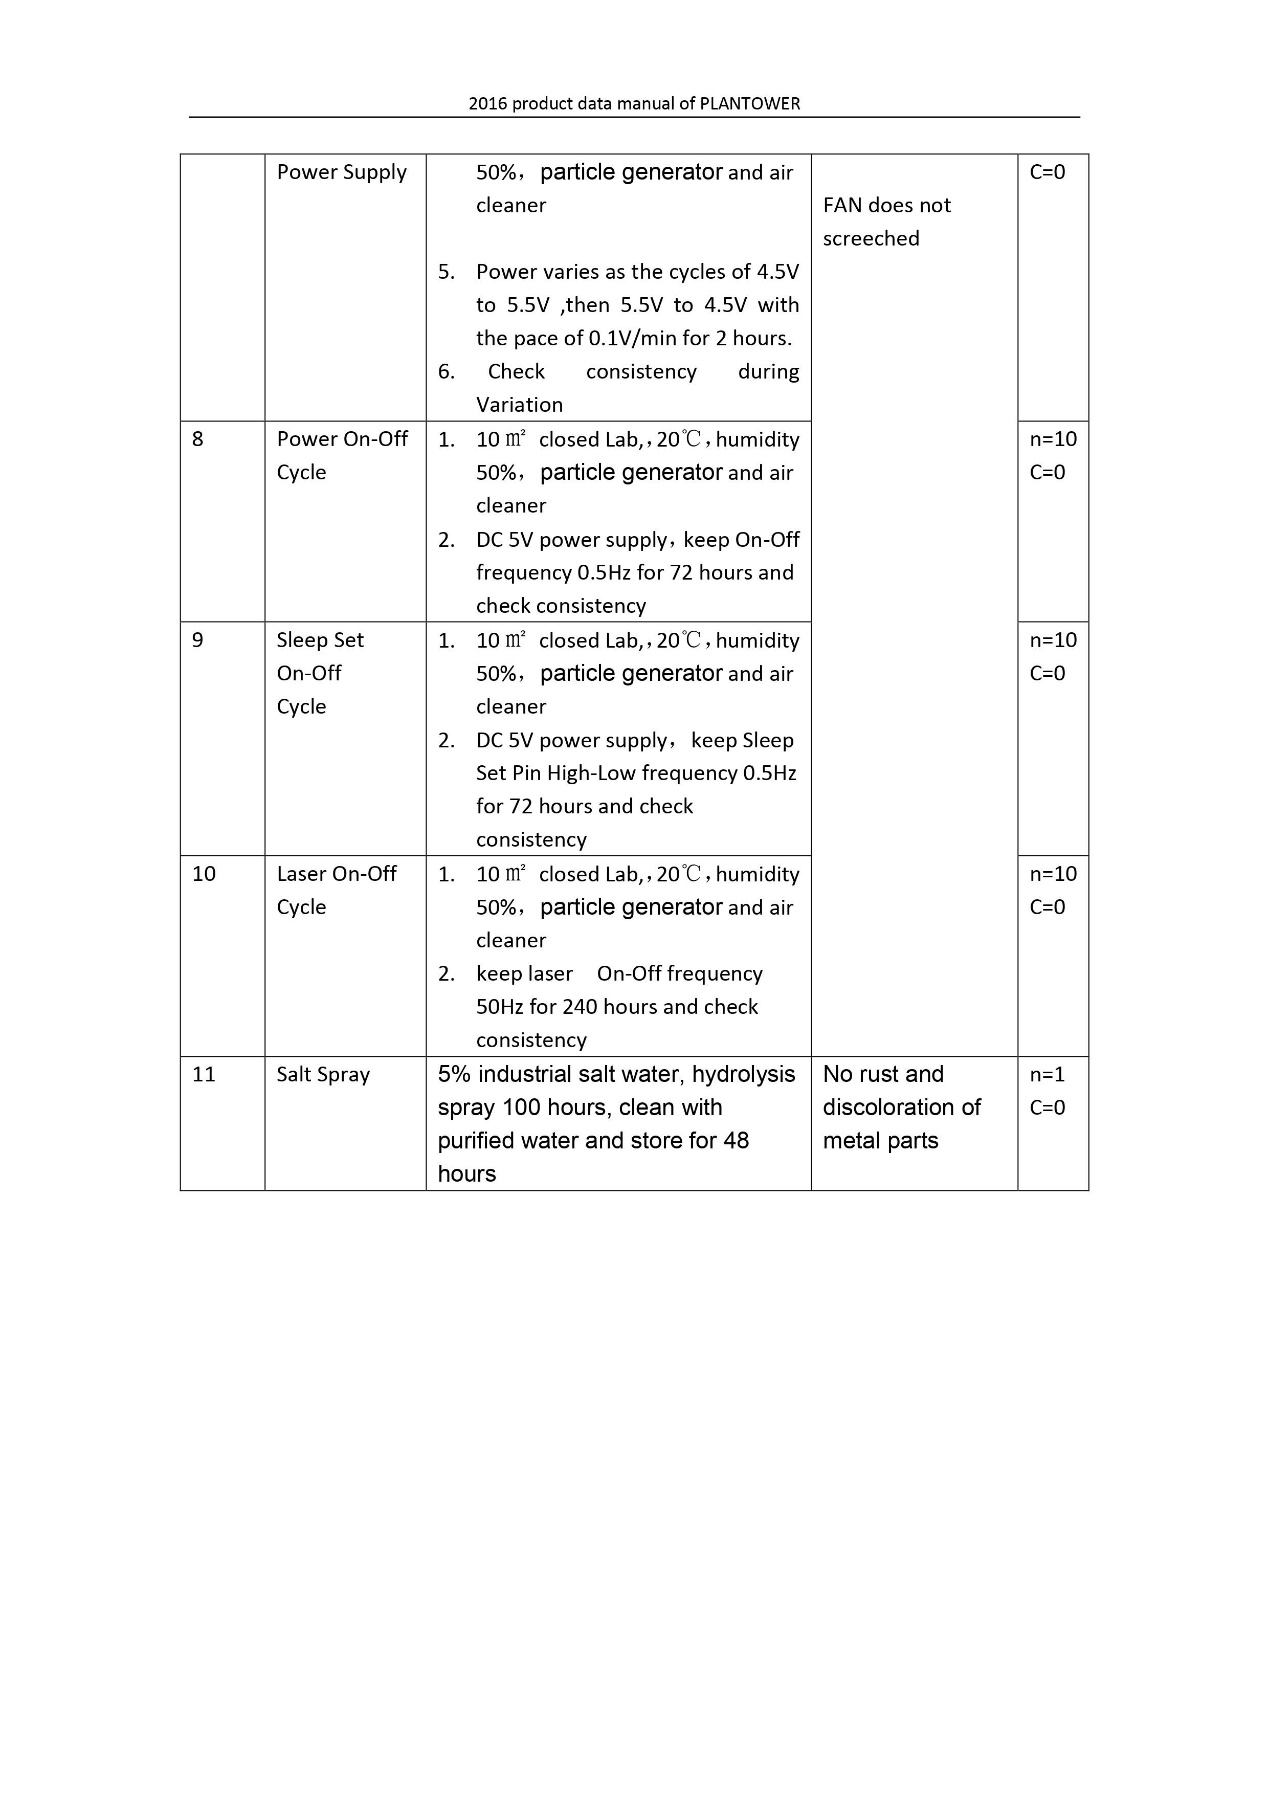 2016 product data manual of PLANTOWER
Power Supply
50%，particle generator and air
cleaner
5. Power varies as the cycles of 4.5V
to 5.5V ,then 5.5V to 4.5V with
the pace of 0.1V/min for 2 hours.
6. Check consistency during
Variation
FAN does not
screeched
C=0
8
Power On-Off
Cycle
1. 10㎡ closed Lab,,20℃,humidity
50%，particle generator and air
cleaner
2. DC 5V power supply，keep On-Off
frequency 0.5Hz for 72 hours and
check consistency
n=10
C=0
9
Sleep Set
On-Off
Cycle
1. 10㎡ closed Lab,,20℃,humidity
50%，particle generator and air
cleaner
2. DC 5V power supply，keep Sleep
Set Pin High-Low frequency 0.5Hz
for 72 hours and check
consistency
n=10
C=0
10
Laser On-Off
Cycle
1. 10㎡ closed Lab,,20℃,humidity
50%，particle generator and air
cleaner
2. keep laser On-Off frequency
50Hz for 240 hours and check
consistency
n=10
C=0
11
Salt Spray
5% industrial salt water, hydrolysis
spray 100 hours, clean with
purified water and store for 48
hours
No rust and
discoloration of
metal parts
n=1
C=0